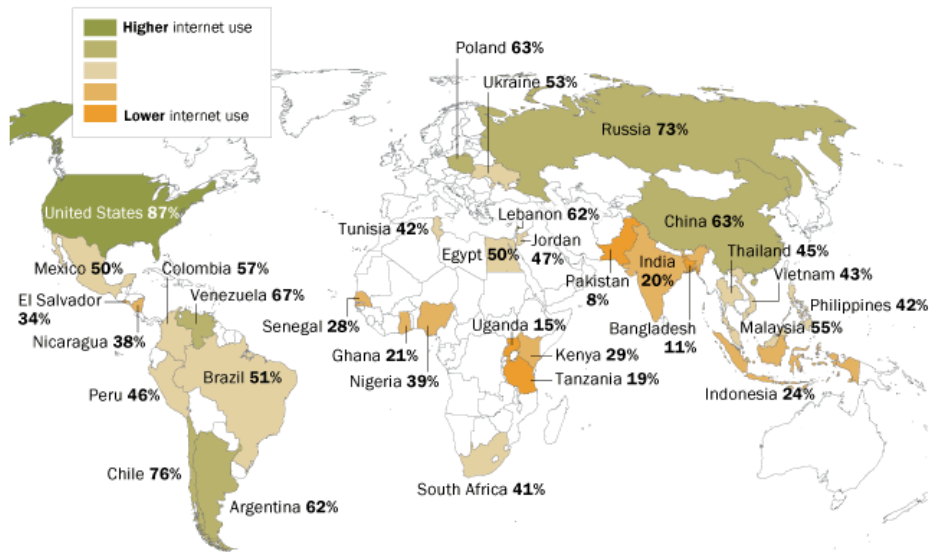 Higher internet use
Lower internet use
Poland 63%
Ukraine 53%
Russia 73%
United States 87%
Lebanon 62%
China 63%
Tunisia 42%
Jordan
47%
Egypt 50%
Thailand 45%
Mexico 50%
Colombia 57%
India
20%
Vietnam 43%
Pakistan
8%
El Salvador
34%
Venezuela 67%
Philippines 42%
Senegal 28%
Uganda 15%
Bangladesh
11%
Malaysia 55%
Nicaragua 38%
Ghana 21%
Kenya 29%
Nigeria 39%
Tanzania 19%
Brazil 51%
Peru 46%
Indonesia 24%
Chile 76%
South Africa 41%
Argentina 62%